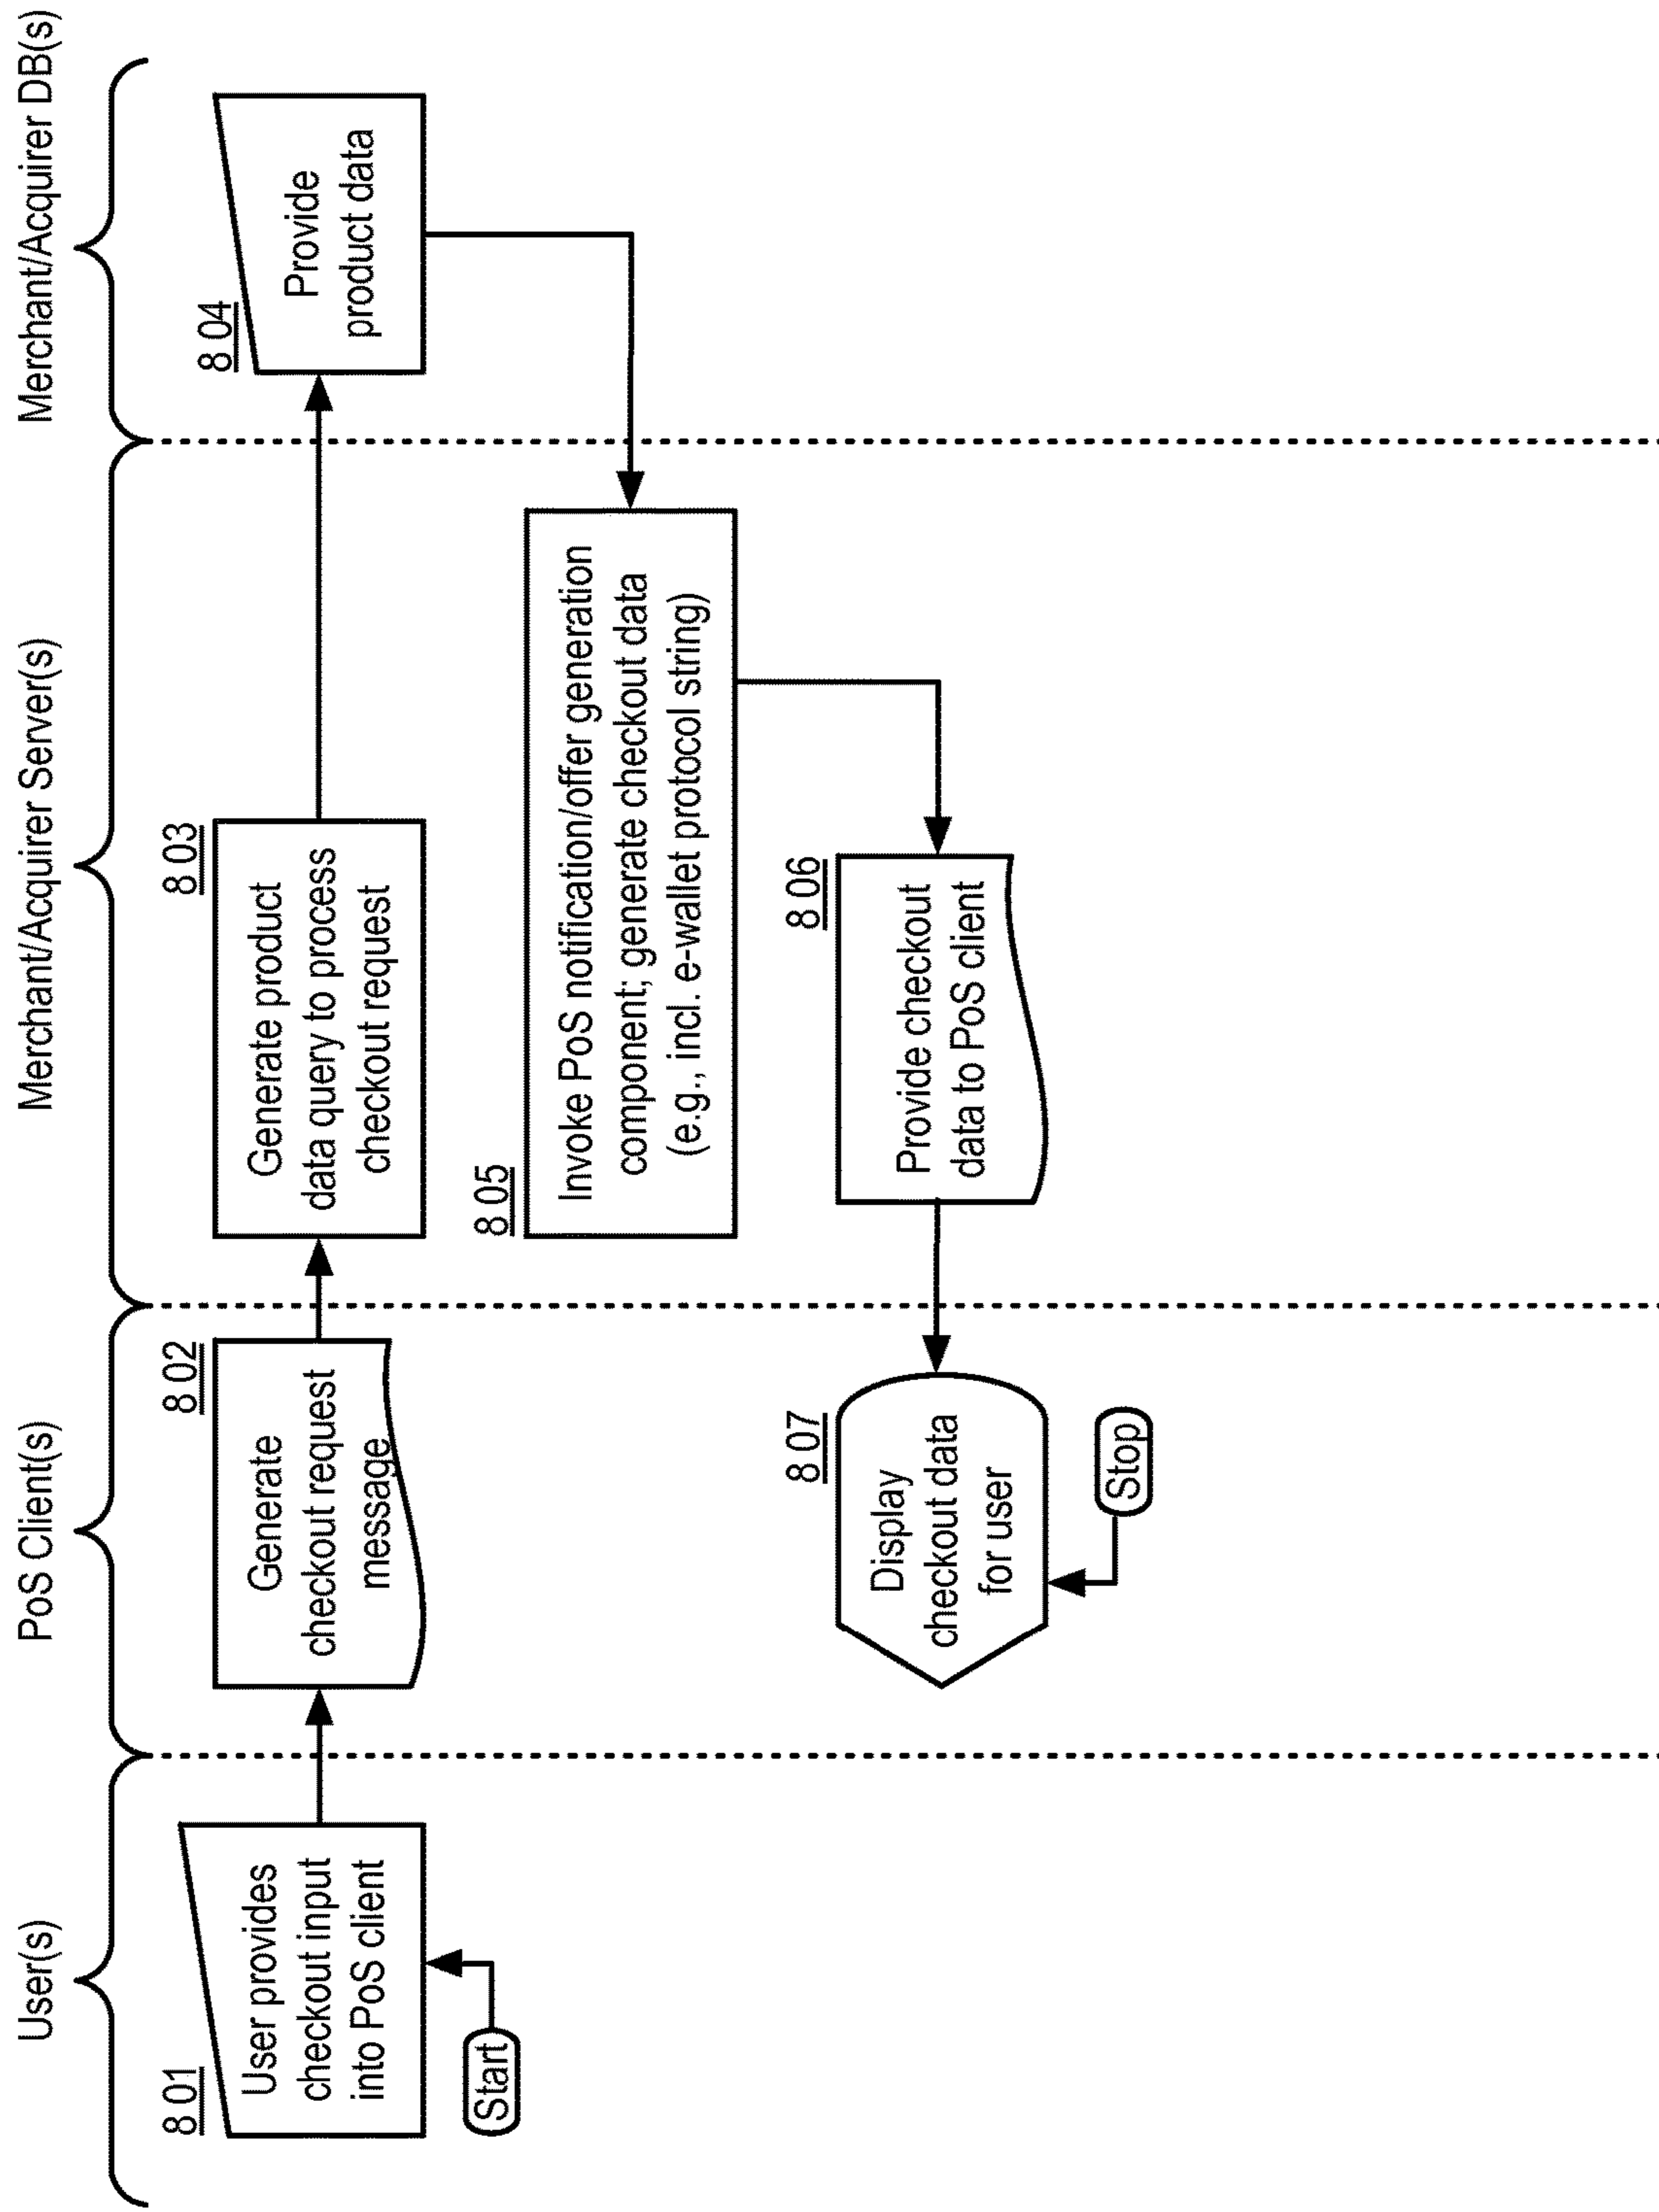 User(s)
PoS Client(s)
Merchant/Acquirer Server(s)
Merchant/Acquirer DB(s)
8 01
User provides
checkout input
into PoS client
Start
8 02
Generate
checkout request
message
8 03
Generate product
data query to process
checkout request
8 04
Provide
product data
8 05
Invoke PoS notification/offer generation
component; generate checkout data
(e.g., incl. e-wallet protocol string)
8 06
Provide checkout
data to PoS client
8 07
Display
checkout data
for user
Stop